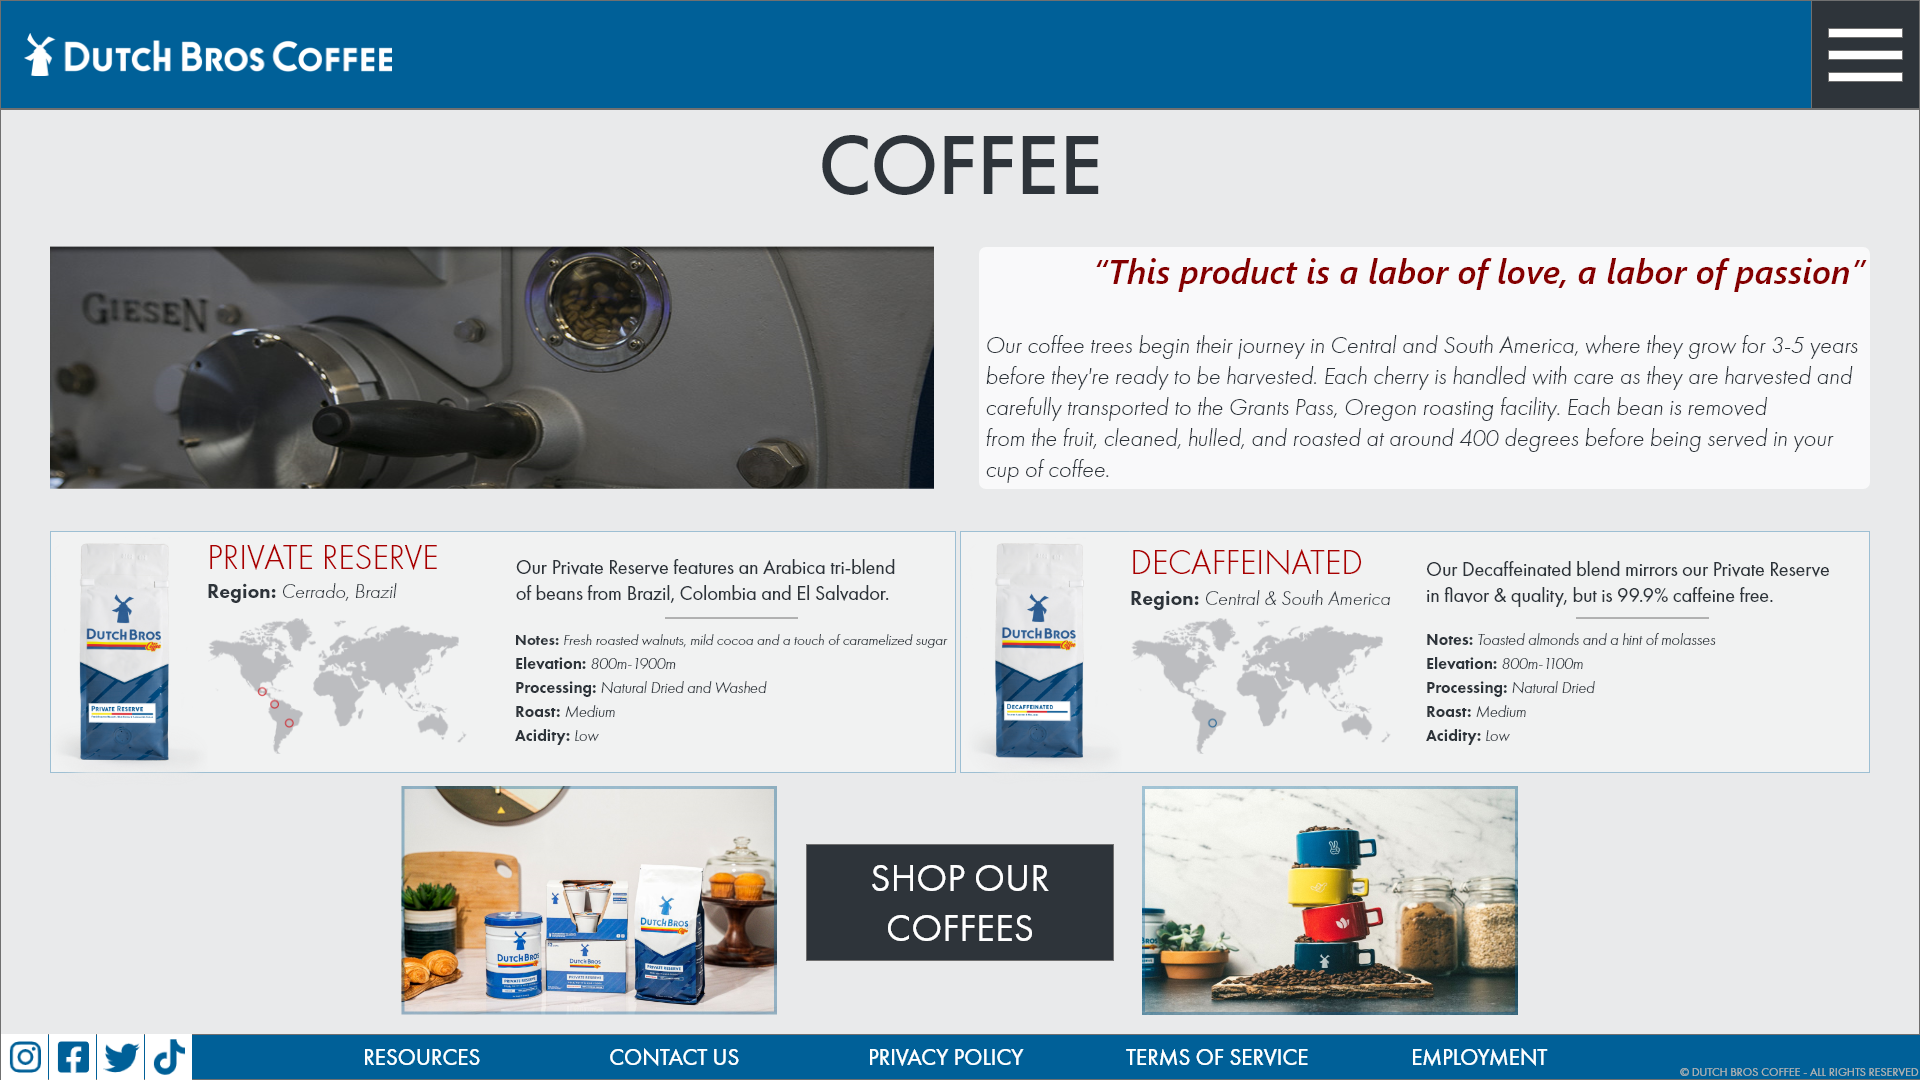 DUTCH BROS COFFEE
COFFEE
GIESEN
“This product is a labor of love, a labor of passion”
Our coffee trees begin their journey in Central and South America, where they grow for 3-5 years
before they're ready to be harvested. Each cherry is handled with care as they are harvested and
carefully transported to the Grants Pass, Oregon roasting facility. Each bean is removed
from the fruit, cleaned, hulled, and roasted at around 400 degrees before being served in your
cup of coffee.
DUTCH BROS
Coffee
PRIVATE RESERVE
PRIVATE RESERVE
Region: Cerrado, Brazil
Our Private Reserve features an Arabica tri-blend
of beans from Brazil, Colombia and El Salvador.
Notes: Fresh roasted walnuts, mild cocoa and a touch of caramelized sugar
Elevation: 800m-1900m
Processing: Natural Dried and Washed
Roast: Medium
Acidity: Low
DUTCH BROS
Coffee
DECAFFEINATED
DECAFFEINATED
Region: Central & South America
Our Decaffeinated blend mirrors our Private Reserve
in flavor & quality, but is 99.9% caffeine free.
Notes: Toasted almonds and a hint of molasses
Elevation: 800m-1100m
Processing: Natural Dried
Roast: Medium
Acidity: Low
DUTCH BROS
PRIVATE RESERVE
DUTCH BROS
PRIVATE RESERVE
DUTCH BROS
PRIVATE RESERVE
SHOP OUR
COFFEES
BROS
RESOURCES
CONTACT US
PRIVACY POLICY
TERMS OF SERVICE
EMPLOYMENT
© DUTCH BROS COFFEE - ALL RIGHTS RESERVED